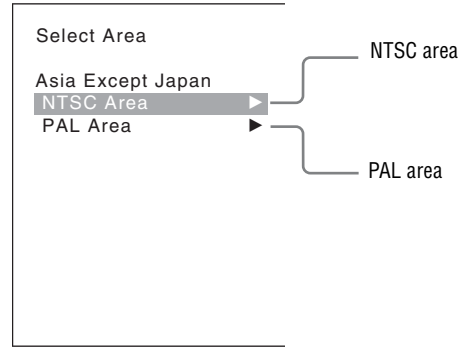 Select Area
NTSC area
Asia Except Japan
NTSC Area ▶
PAL Area ▶
PAL area